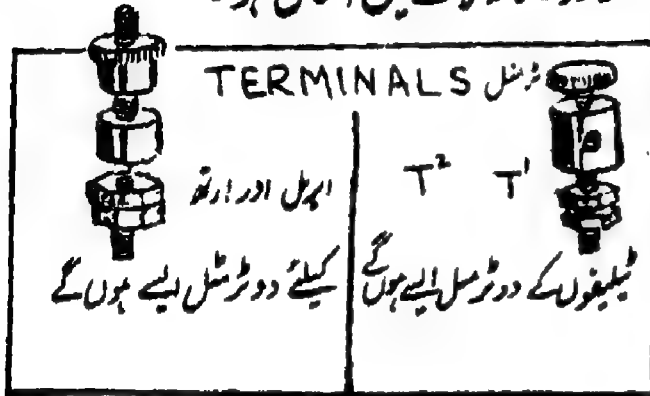 TERMINALS ٹرمنل
T² T¹
ٹیلیفوں کے دو ٹرمنل ایسے ہوں گے
ایریل اور ارتھ
کیلئے دو ٹرمنل ایسے ہوں گے